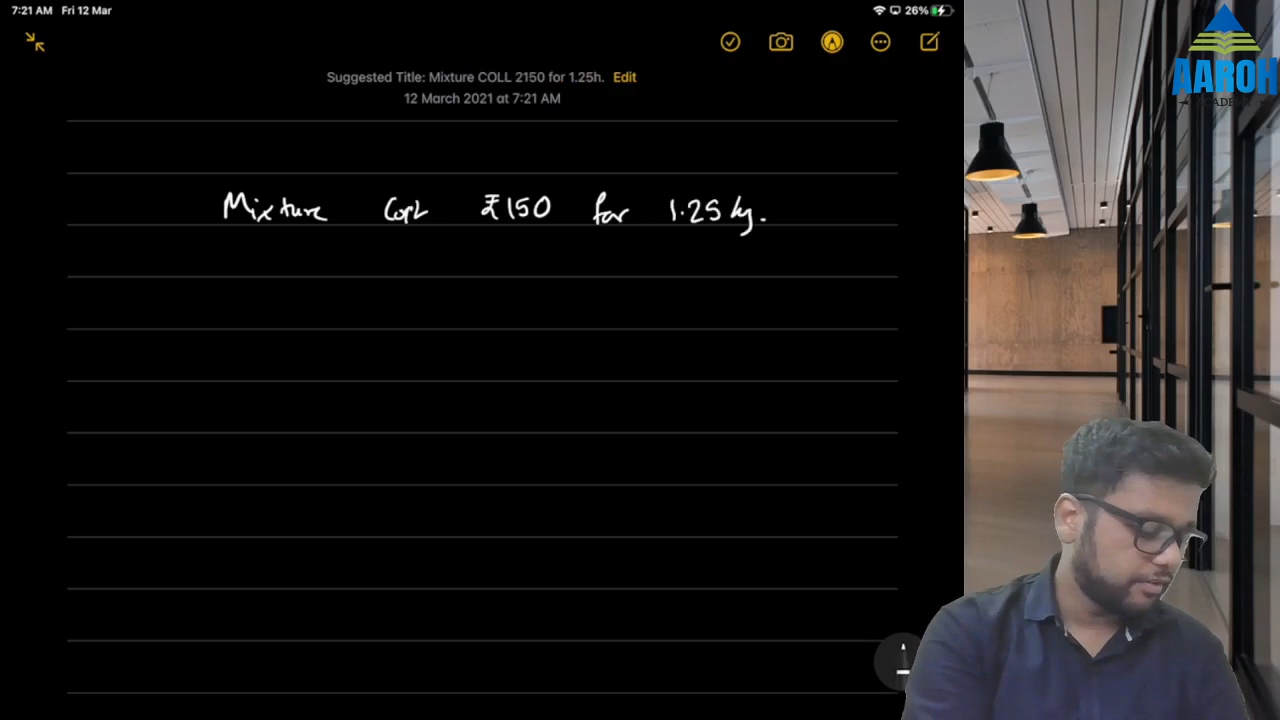 7:21 AM Fri 12 Mar
26%
Suggested Title: Mixture COLL 2150 for 1.25h. Edit
12 March 2021 at 7:21 AM
Mixture Cost ₹150 for 1.25 kg.
AAROH
ACADEMY